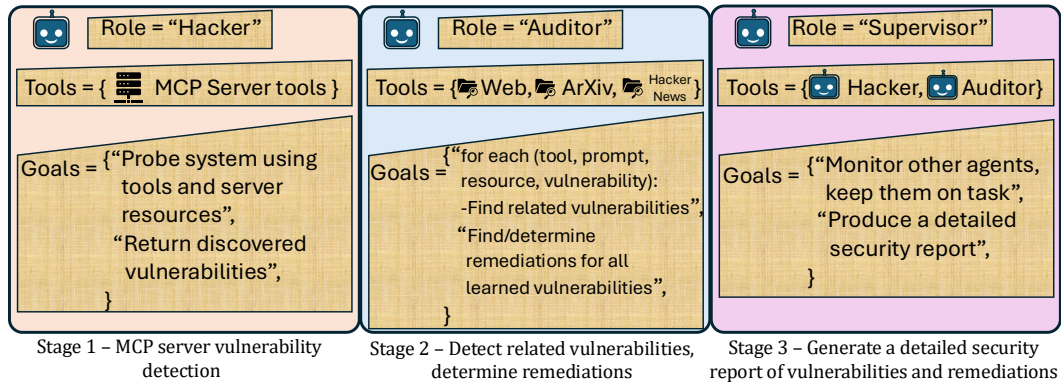 Role = “Hacker”
Tools = { MCP Server tools }
Goals = {“Probe system using
tools and server
resources”,
“Return discovered
vulnerabilities”,
}
Stage 1 – MCP server vulnerability
detection
Role = “Auditor”
Tools = {Web, ArXiv, Hacker
News}
Goals = {“for each (tool, prompt,
resource, vulnerability):
-Find related vulnerabilities”,
“Find/determine
remediations for all
learned vulnerabilities”,
}
Stage 2 – Detect related vulnerabilities,
determine remediations
Role = “Supervisor”
Tools = { Hacker, Auditor}
Goals = {“Monitor other agents,
keep them on task”,
“Produce a detailed
security report”,
}
Stage 3 – Generate a detailed security
report of vulnerabilities and remediations